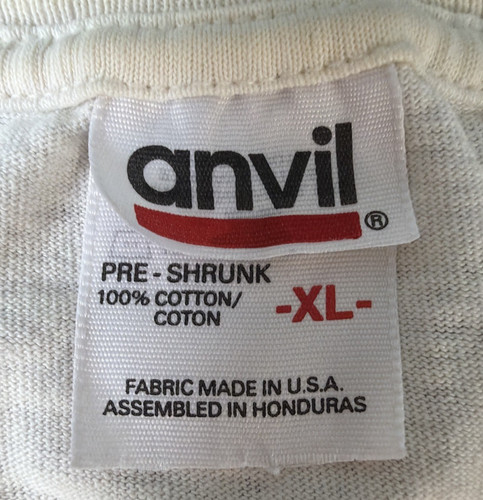 anvil
®
PRE - SHRUNK
100% COTTON/
COTON
-XL-
FABRIC MADE IN U.S.A.
ASSEMBLED IN HONDURAS